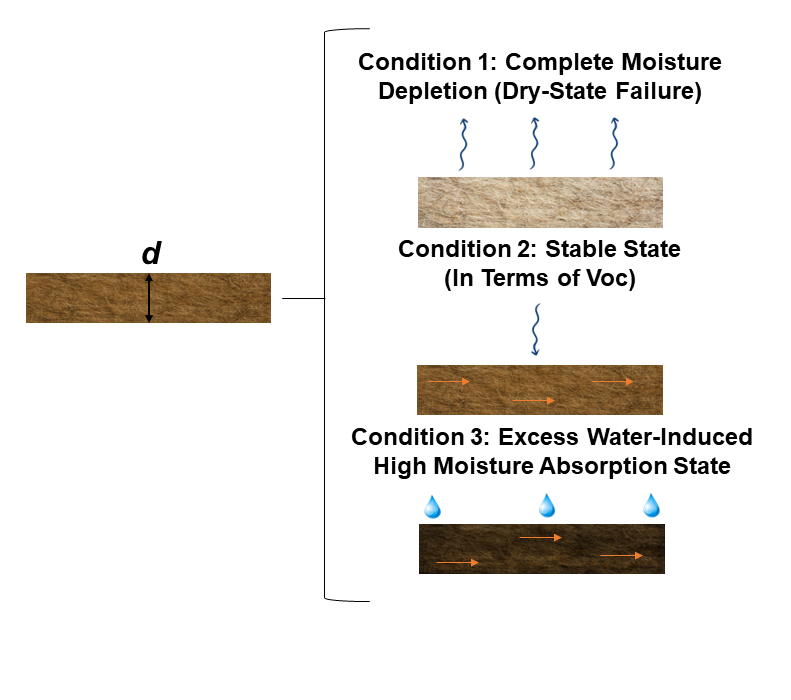 Condition 1: Complete Moisture
Depletion (Dry-State Failure)
d
Condition 2: Stable State
(In Terms of Voc)
Condition 3: Excess Water-Induced
High Moisture Absorption State